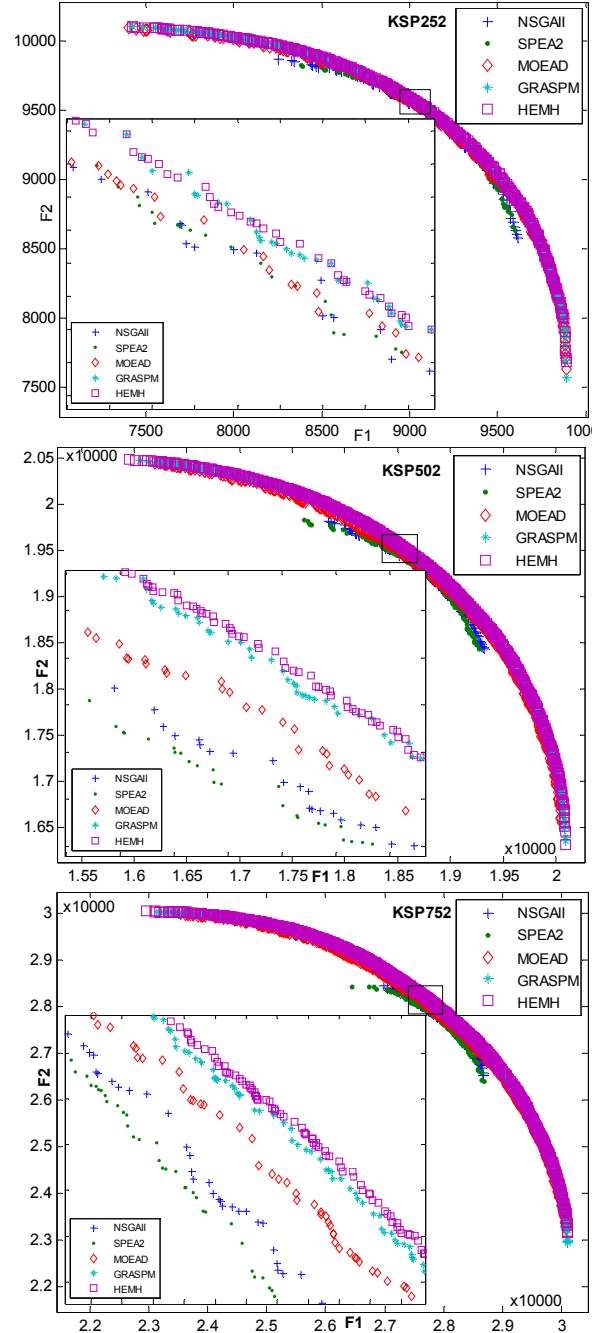 KSP252
NSGAII
SPEA2
MOEAD
GRASPM
HEMH
10000
9500
9000
8500
8000
7500
F2
NSGAII
SPEA2
MOEAD
GRASPM
HEMH
7500 8000 8500 9000 9500 1000
F1
x10000
KSP502
NSGAII
SPEA2
MOEAD
GRASPM
HEMH
2.05
2
1.95
1.9
1.85
1.8
1.75
1.7
1.65
F2
NSGAII
SPEA2
MOEAD
GRASPM
HEMH
x10000
1.55 1.6 1.65 1.7 1.75 1.8 1.85 1.9 1.95 2
F1
x10000
KSP752
NSGAII
SPEA2
MOEAD
GRASPM
HEMH
3
2.9
2.8
2.7
2.6
2.5
2.4
2.3
2.2
F2
NSGAII
SPEA2
MOEAD
GRASPM
HEMH
x10000
2.2 2.3 2.4 2.5 2.6 2.7 2.8 2.9 3
F1